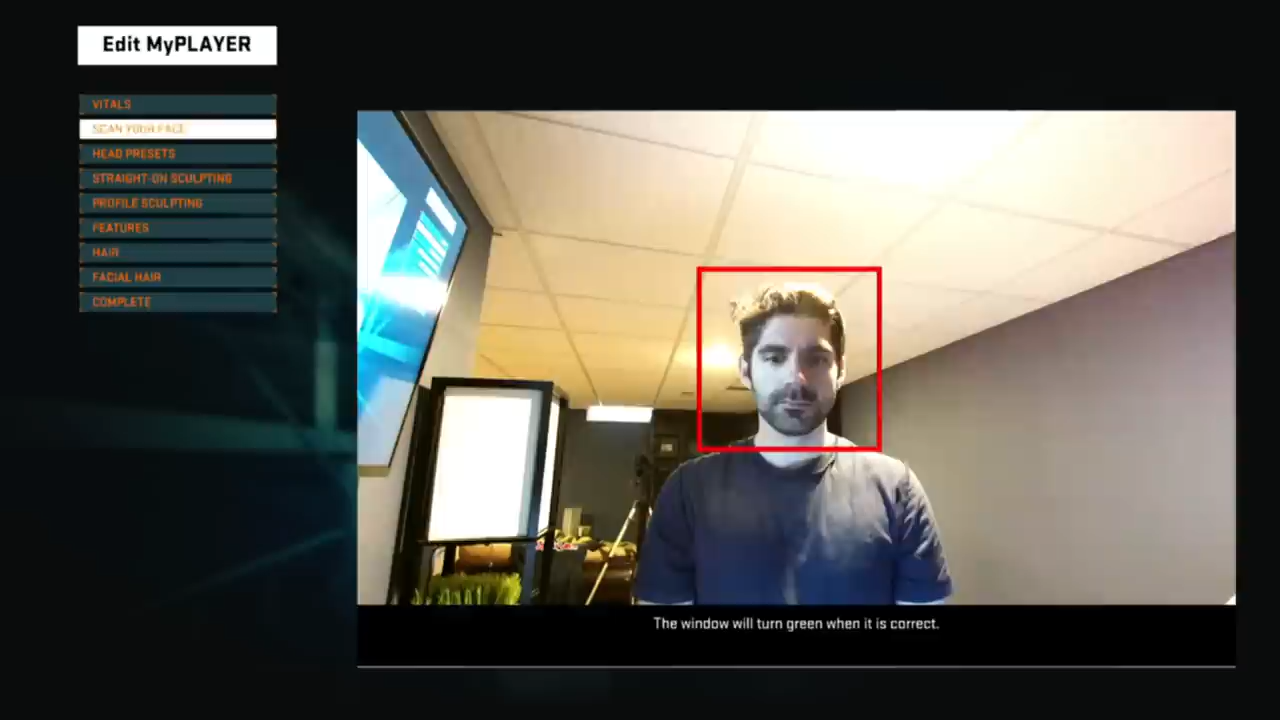 Edit MyPLAYER
VITALS
SCAN YOUR FACE
HEAD PRESETS
STRAIGHT-ON SCULPTING
PROFILE SCULPTING
FEATURES
HAIR
FACIAL HAIR
COMPLETE
The window will turn green when it is correct.